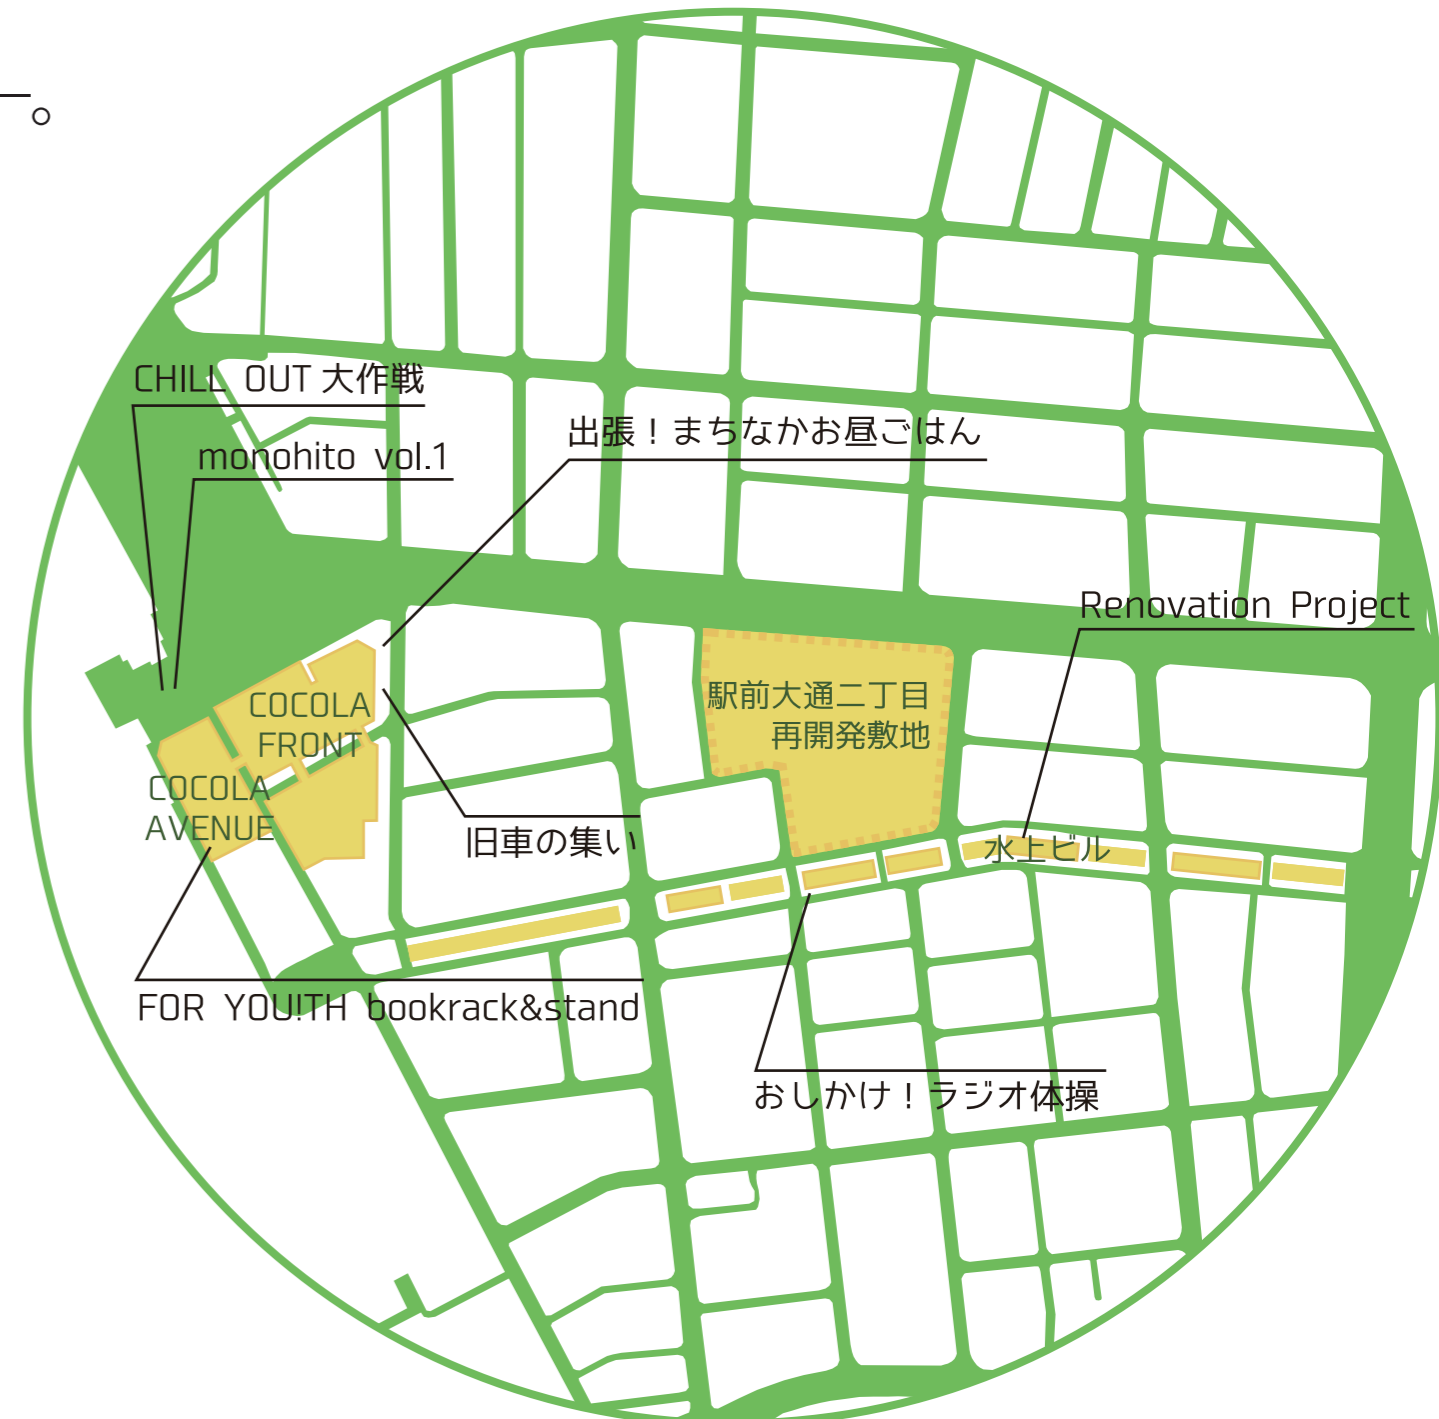 ー。
CHILL OUT 大作戦
monohito vol.1
出張！まちなかお昼ごはん
Renovation Project
COCOLA
FRONT
駅前大通二丁目
再開発敷地
COCOLA
AVENUE
旧車の集い
水上ビル
FOR YOU!TH bookrack&stand
おしかけ！ラジオ体操